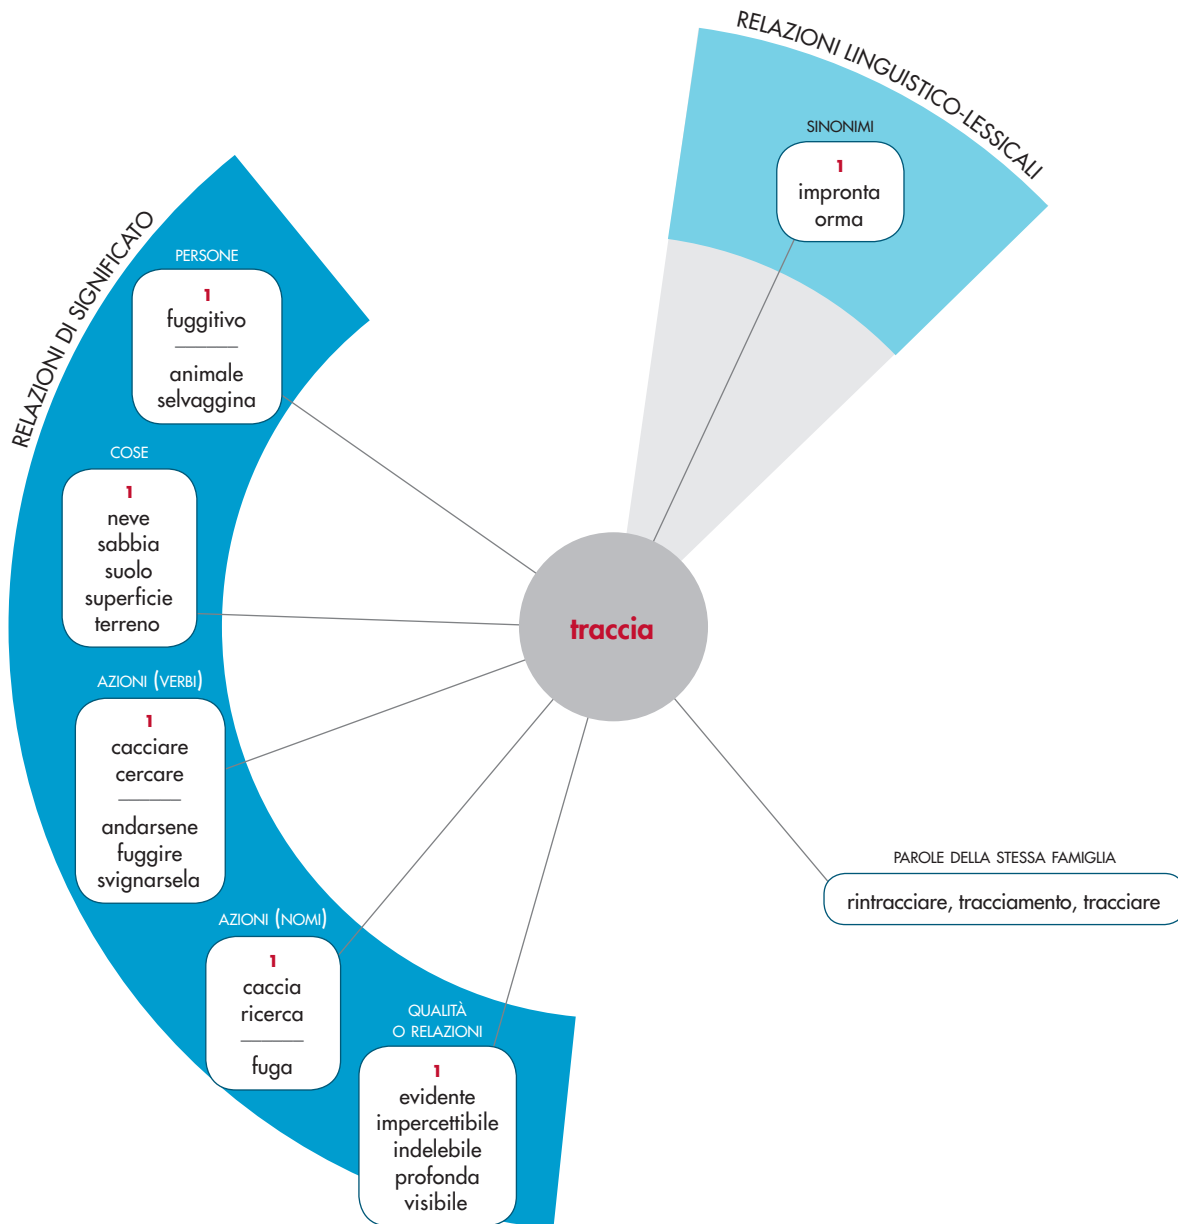 RELAZIONI LINGUISTICO-LESSICALI
SINONIMI
1
impronta
orma
RELAZIONI DI SIGNIFICATO
PERSONE
1
fuggitivo
animale
selvaggina
COSE
1
neve
sabbia
suolo
superficie
terreno
AZIONI (VERBI)
1
cacciare
cercare
andarsene
fuggire
svignarsela
AZIONI (NOMI)
1
caccia
ricerca
fuga
QUALITÀ
O RELAZIONI
1
evidente
impercettibile
indelebile
profonda
visibile
traccia
PAROLE DELLA STESSA FAMIGLIA
rintracciare, tracciamento, tracciare